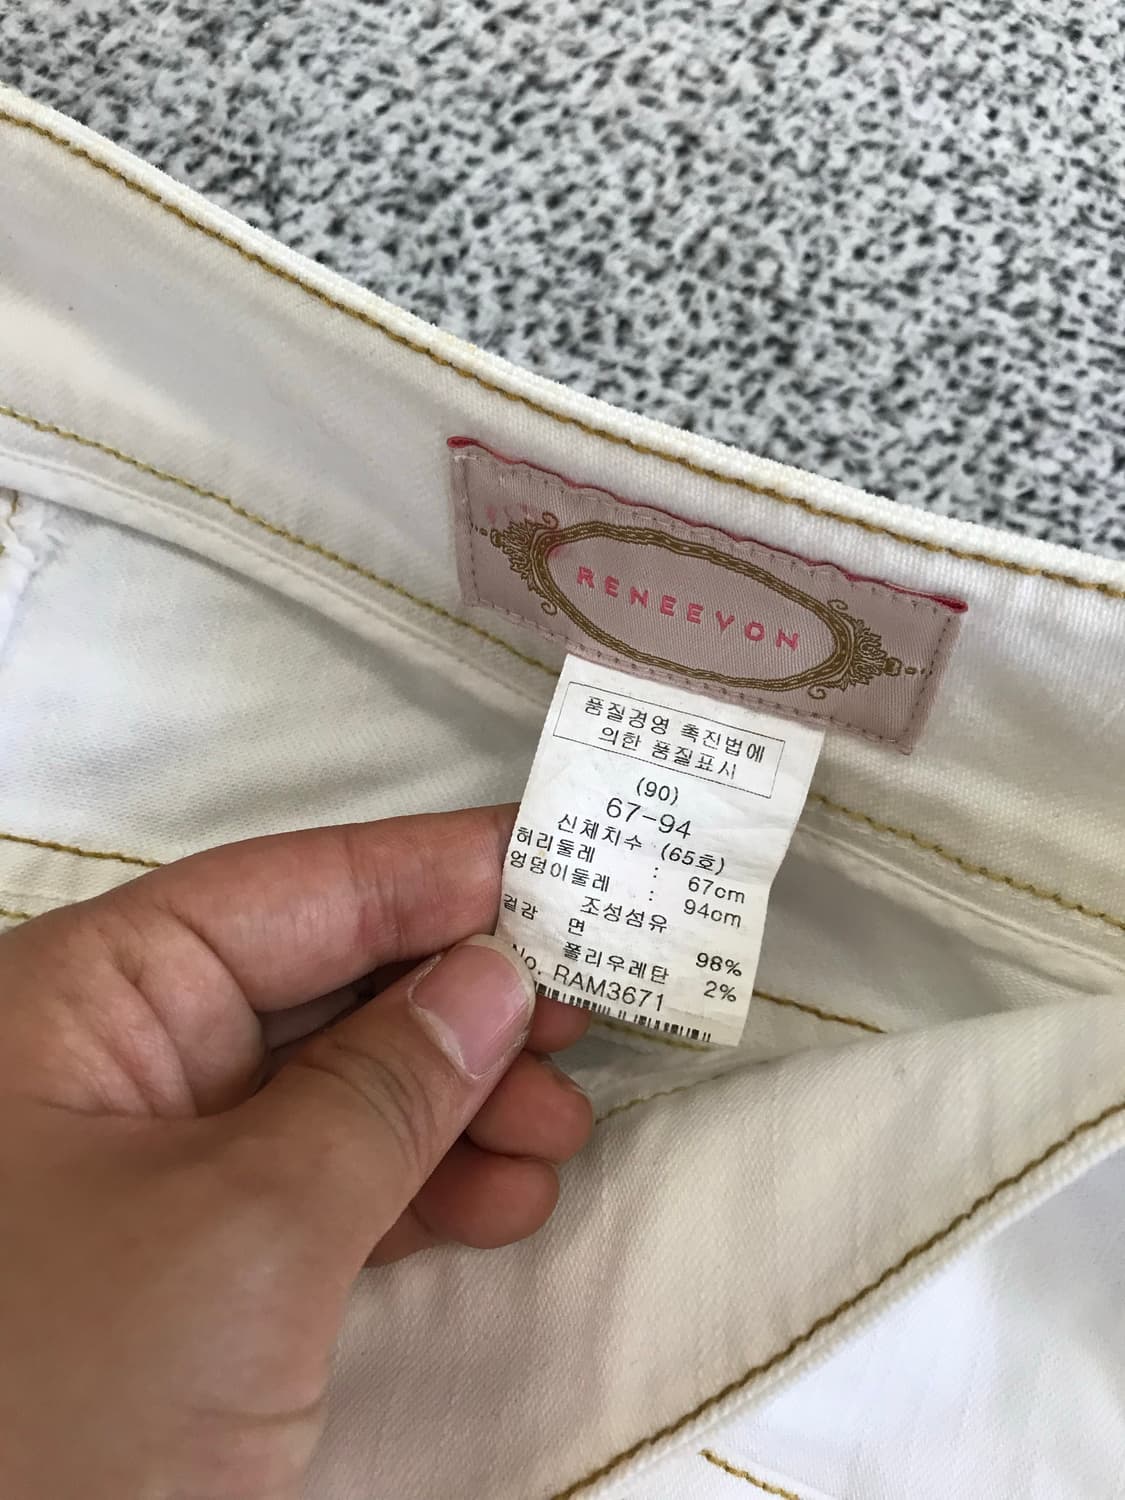 RENEEVON
품질경영 촉진법에
의한 품질표시
(90)
67-94
신체치수 (65호)
허리둘레 : 67cm
엉덩이둘레 : 94cm
겉감 조성섬유
면 98%
폴리우레탄 2%
No. RAM3671